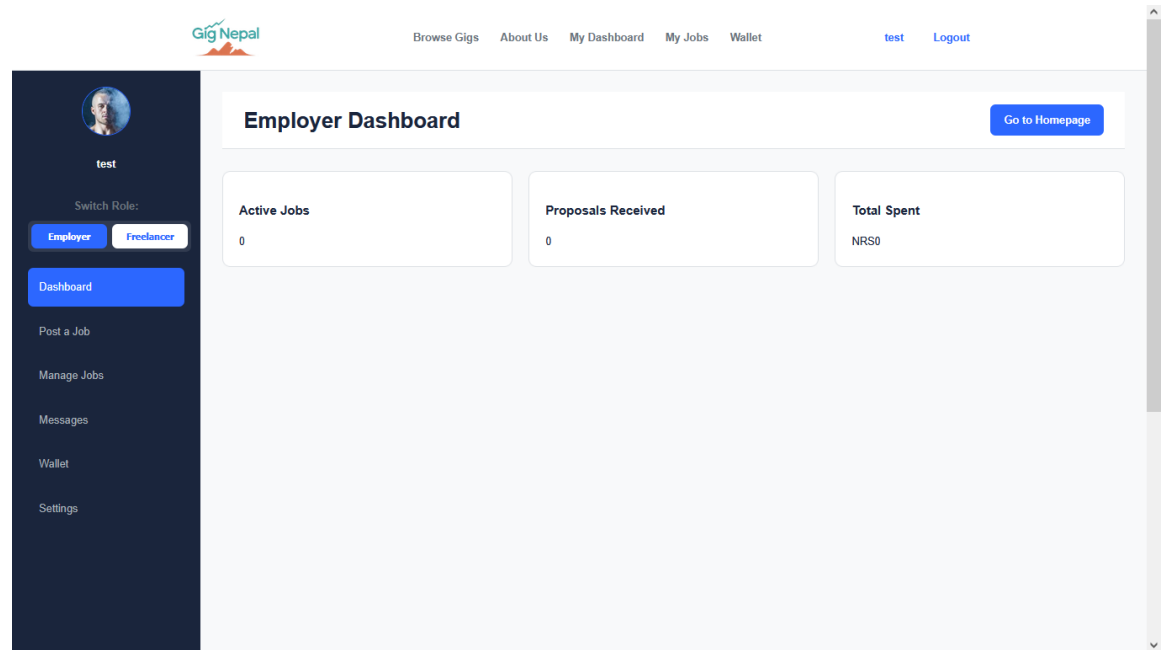 Gig Nepal
Browse Gigs About Us My Dashboard My Jobs Wallet test Logout
test
Switch Role:
Employer Freelancer
Dashboard
Post a Job
Manage Jobs
Messages
Wallet
Settings
Employer Dashboard Go to Homepage
Active Jobs
0
Proposals Received
0
Total Spent
NRS0